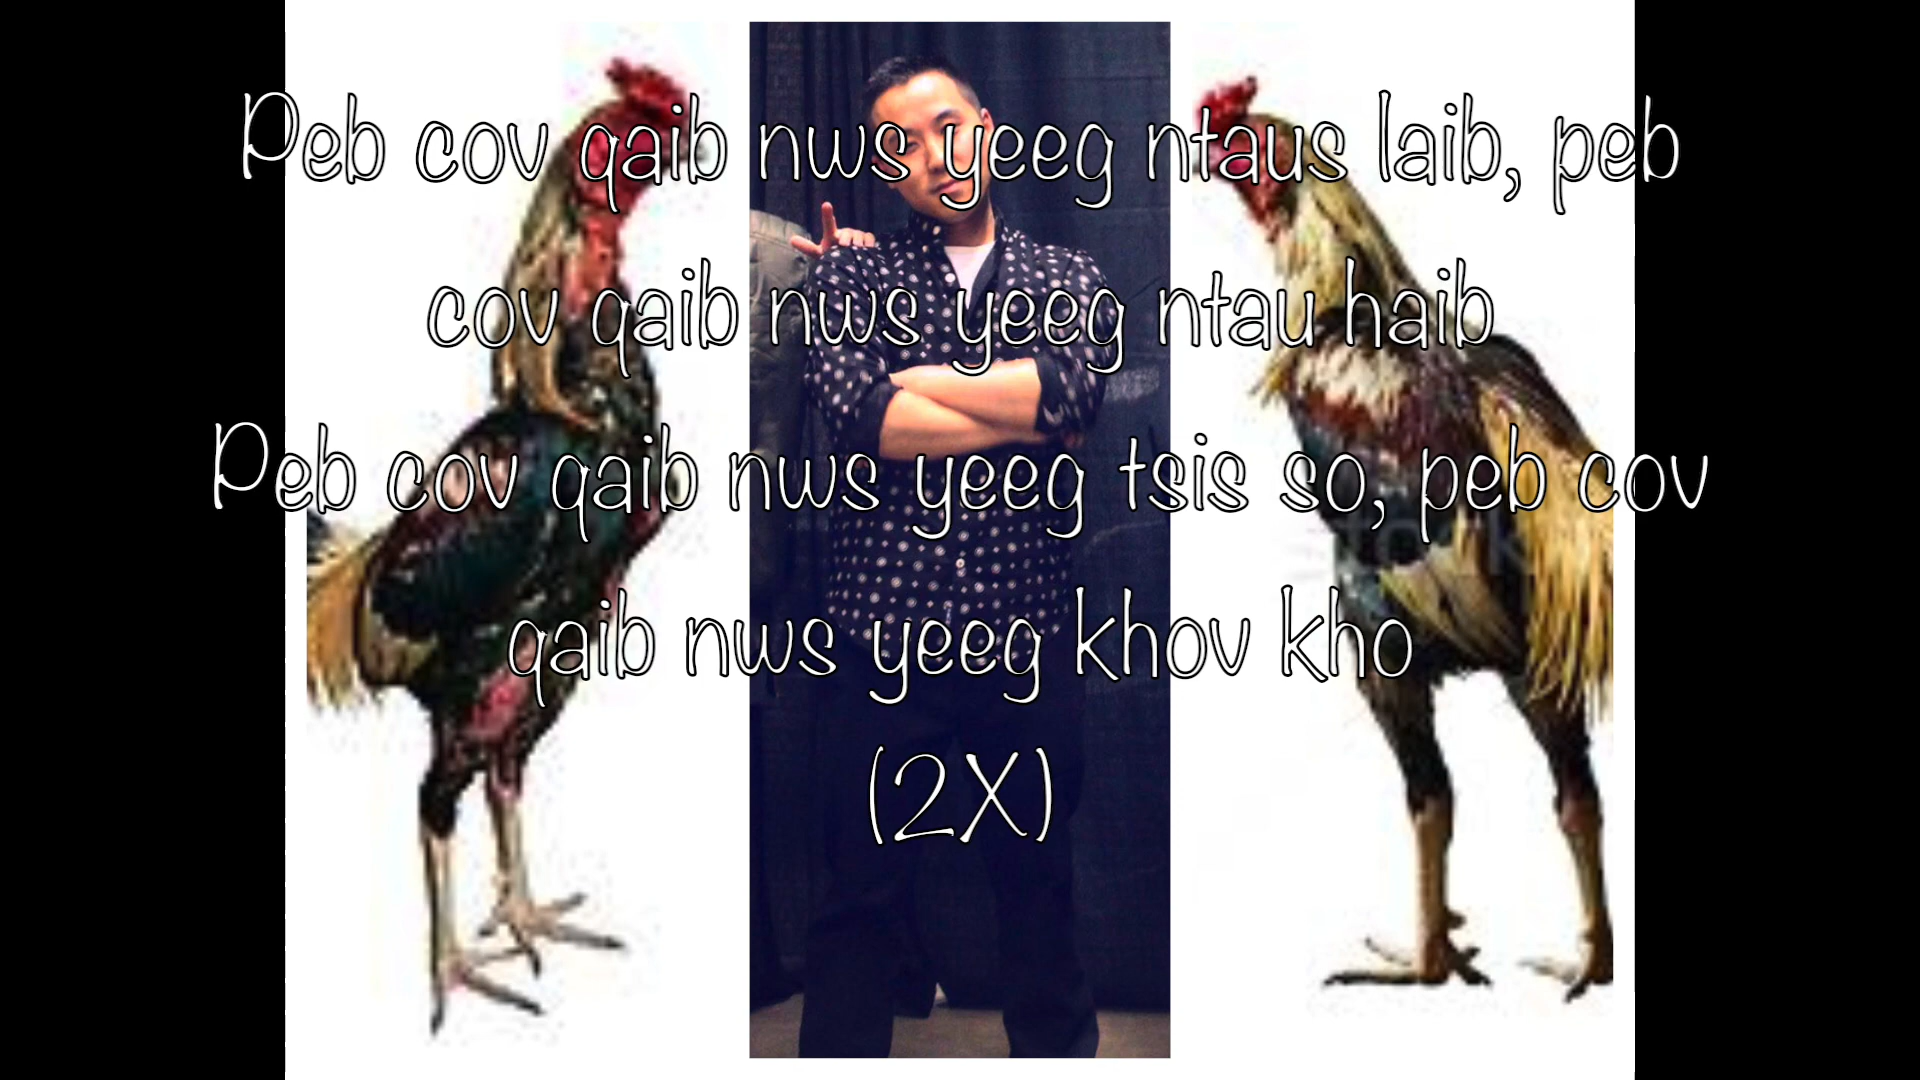 Peb cov qaib nws yeeg ntaus laib, peb
cov qaib nws yeeg ntau haib
Peb cov qaib nws yeeg tsis so, peb cov
qaib nws yeeg khov kho
(2X)